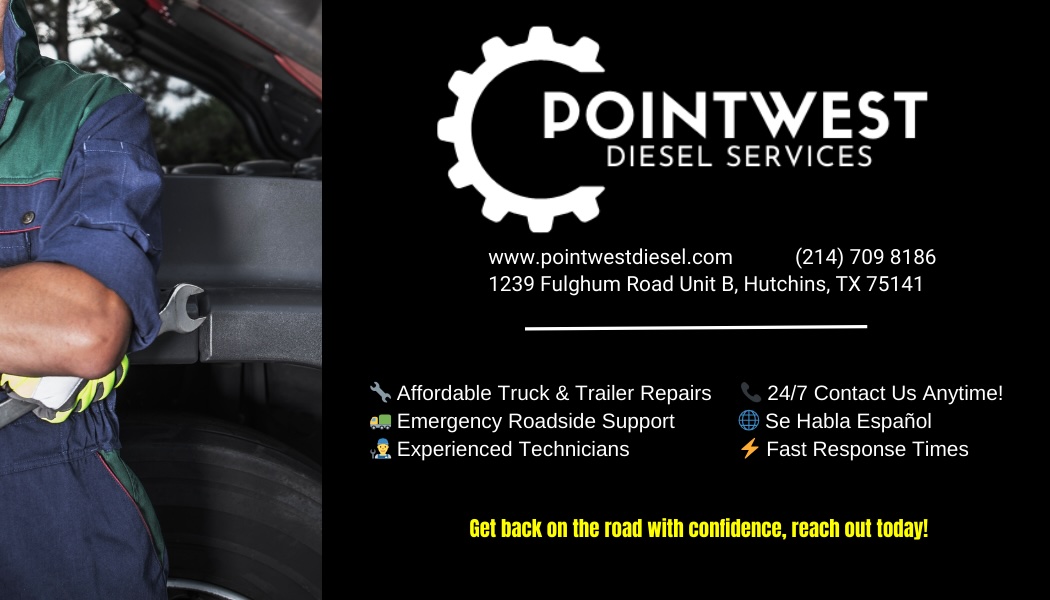 POINTWEST
DIESEL SERVICES
www.pointwestdiesel.com (214) 709 8186
1239 Fulghum Road Unit B, Hutchins, TX 75141
🔧 Affordable Truck & Trailer Repairs
🚛 Emergency Roadside Support
👨‍🔧 Experienced Technicians
📞 24/7 Contact Us Anytime!
🌐 Se Habla Español
⚡ Fast Response Times
Get back on the road with confidence, reach out today!